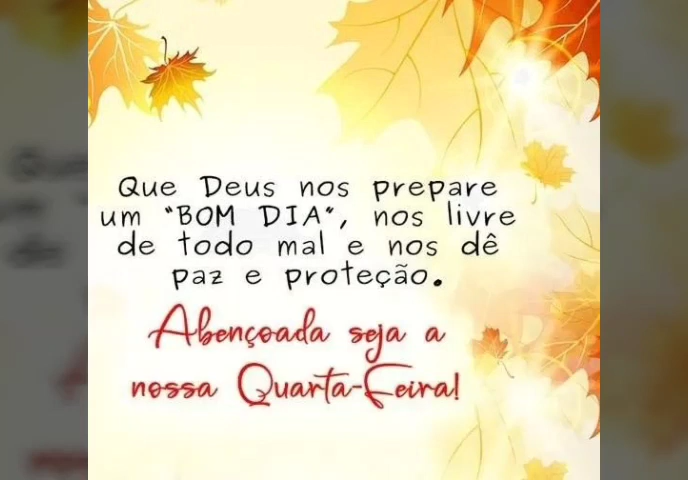 Que Deus nos prepare
um "BOM DIA", nos livre
de todo mal e nos dê
paz e proteção.
Abençoada seja a
nossa Quarta-Feira!